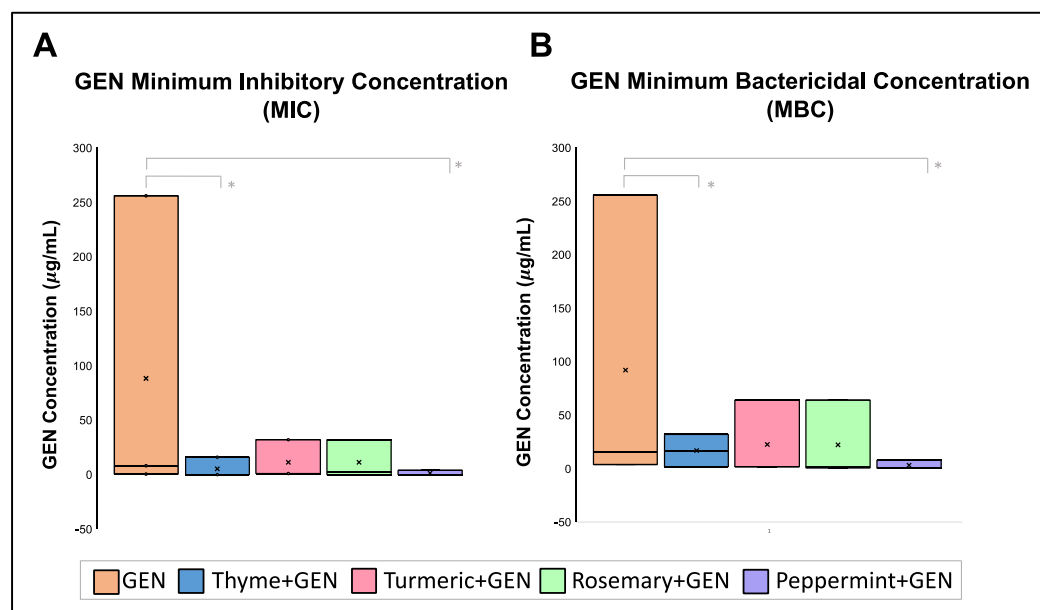 A
GEN Minimum Inhibitory Concentration
(MIC)
GEN Concentration (µg/mL)
300
250
200
150
100
50
0
-50
*
*
B
GEN Minimum Bactericidal Concentration
(MBC)
GEN Concentration (µg/mL)
300
250
200
150
100
50
0
-50
*
*
1
GEN Thyme+GEN Turmeric+GEN Rosemary+GEN Peppermint+GEN